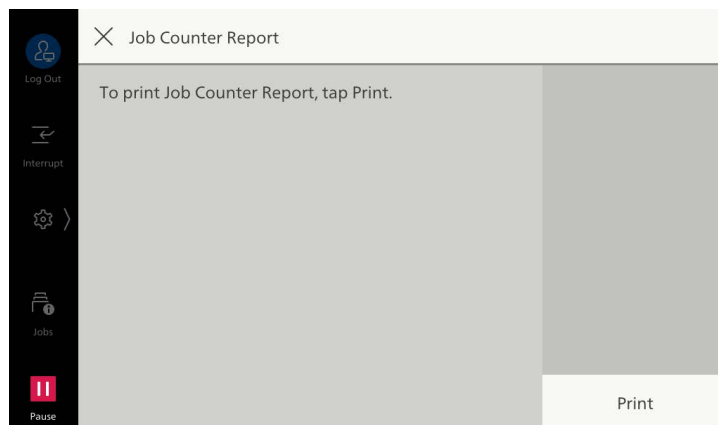 Job Counter Report
Log Out
To print Job Counter Report, tap Print.
Interrupt
Jobs
Print
Pause